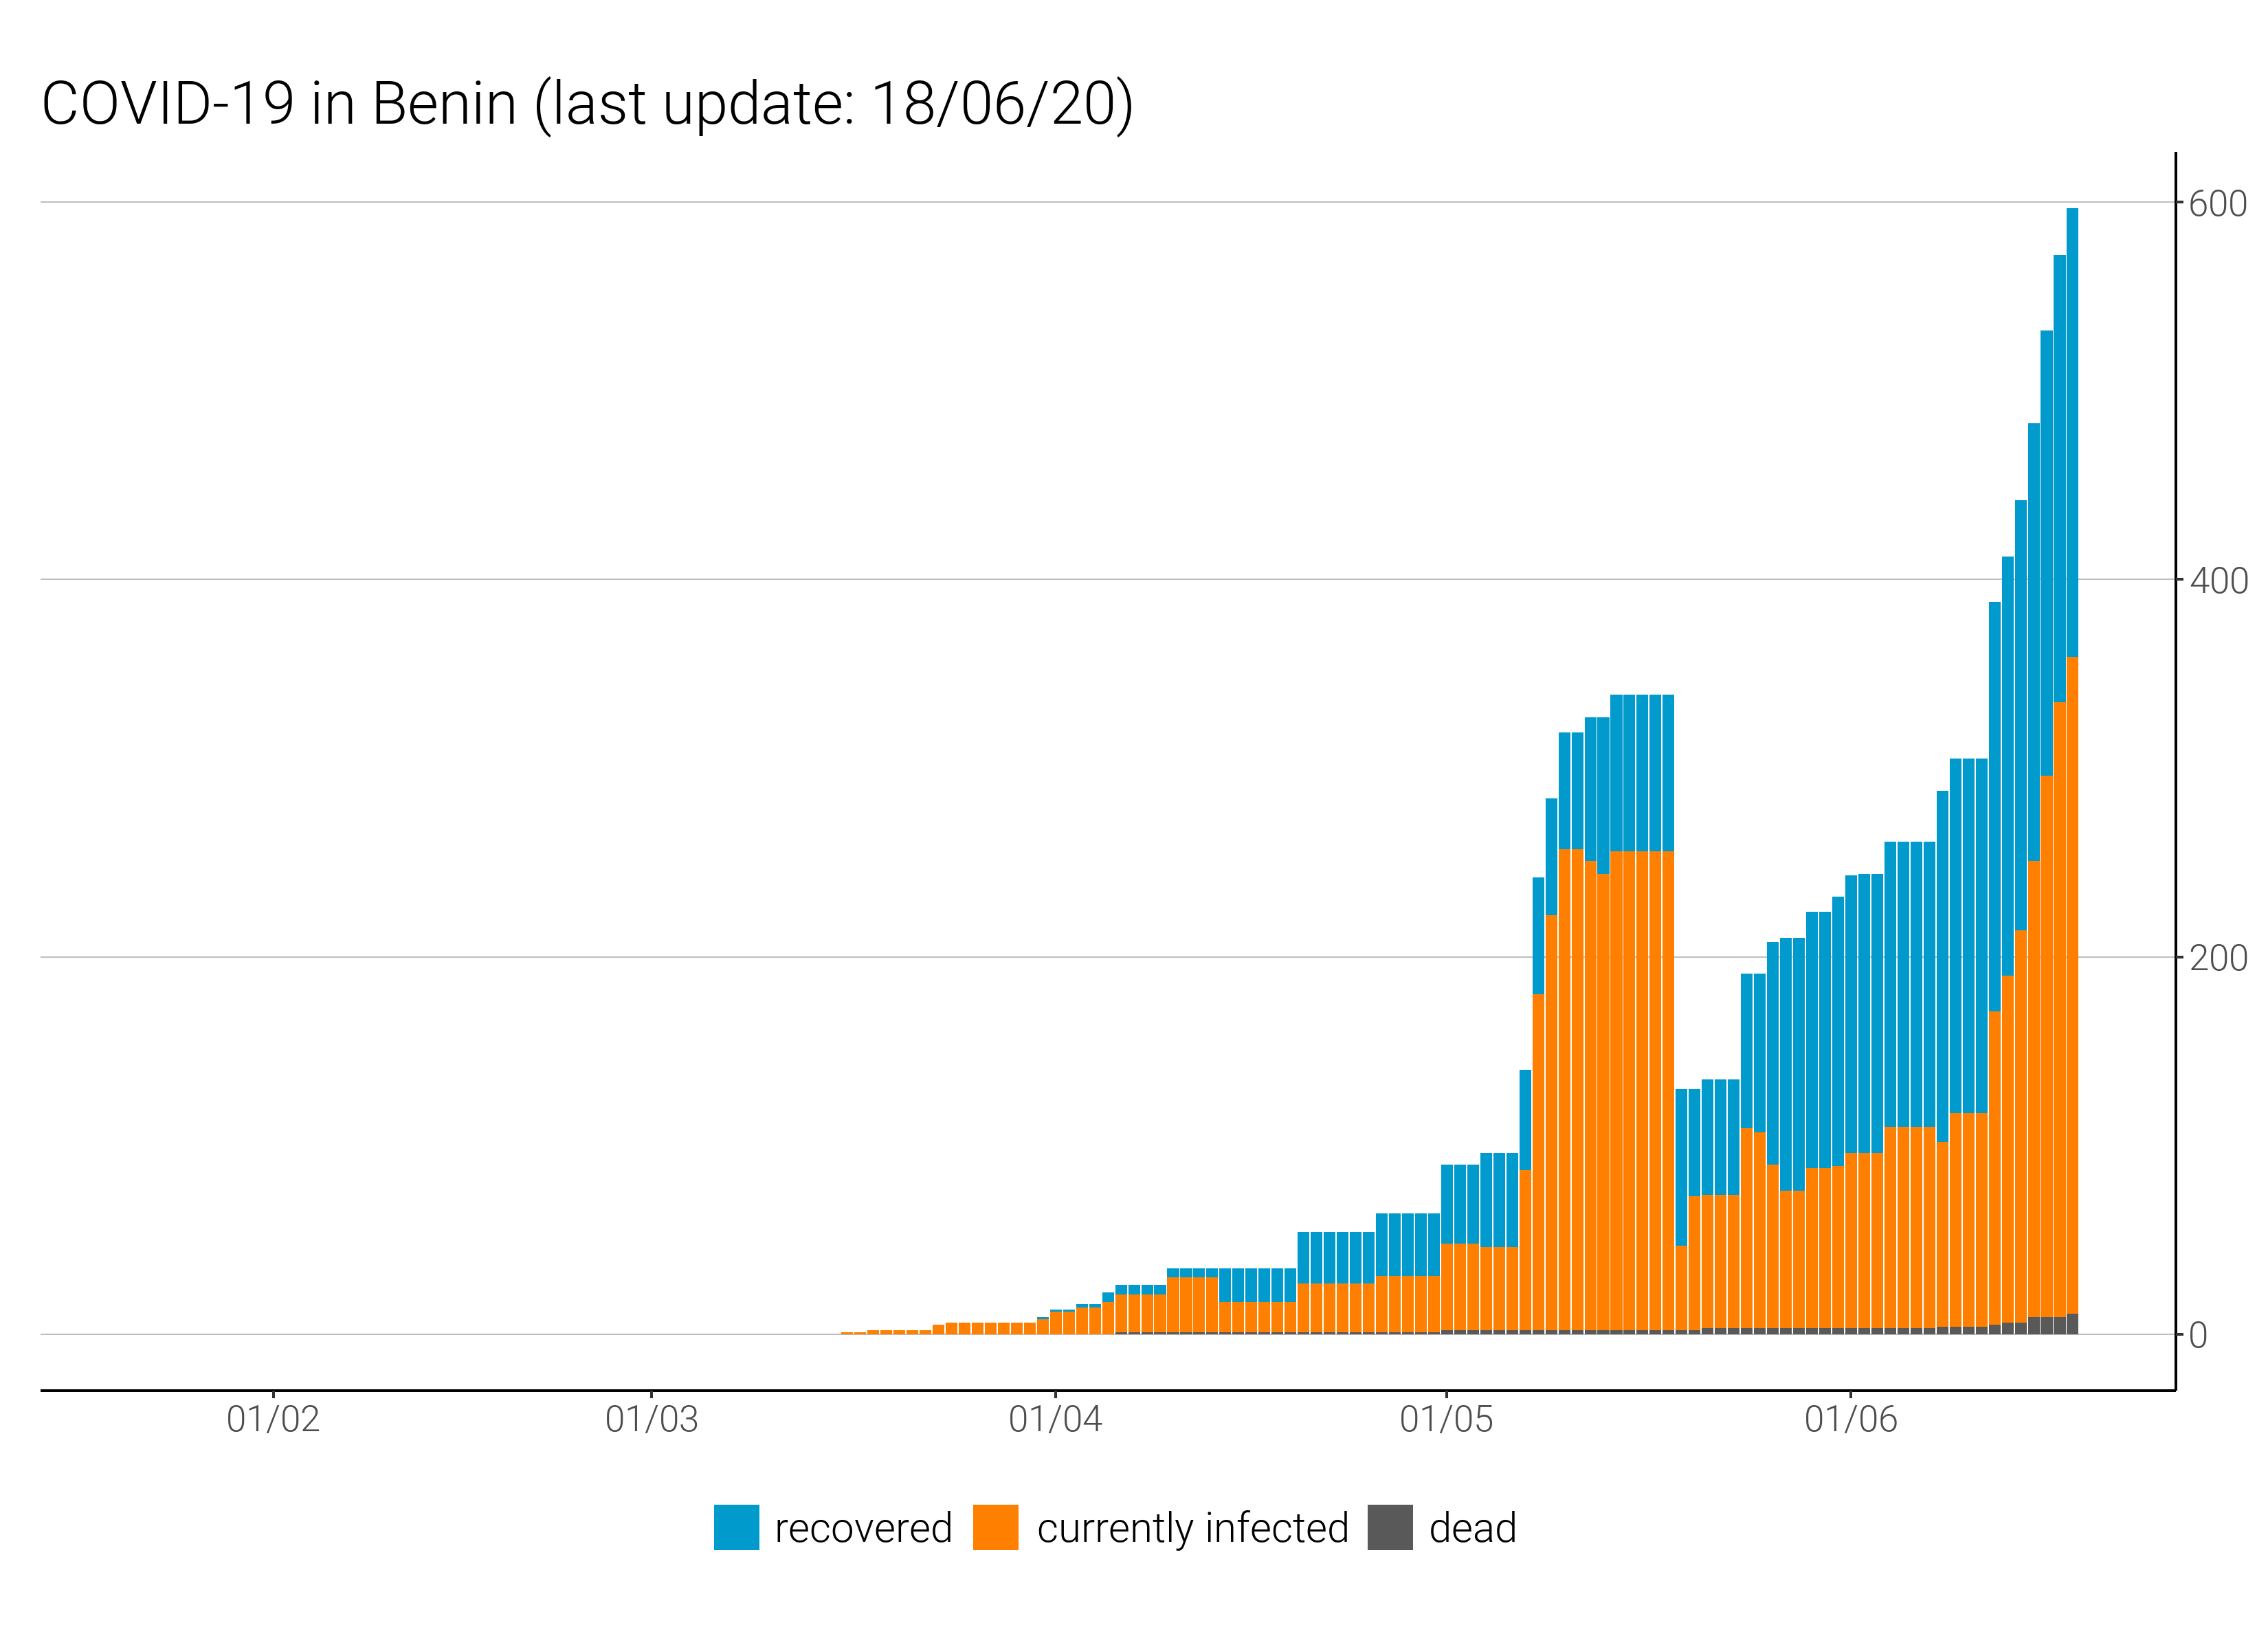 COVID-19 in Benin (last update: 18/06/20)
600
400
200
0
01/02 01/03 01/04 01/05 01/06
recovered currently infected dead